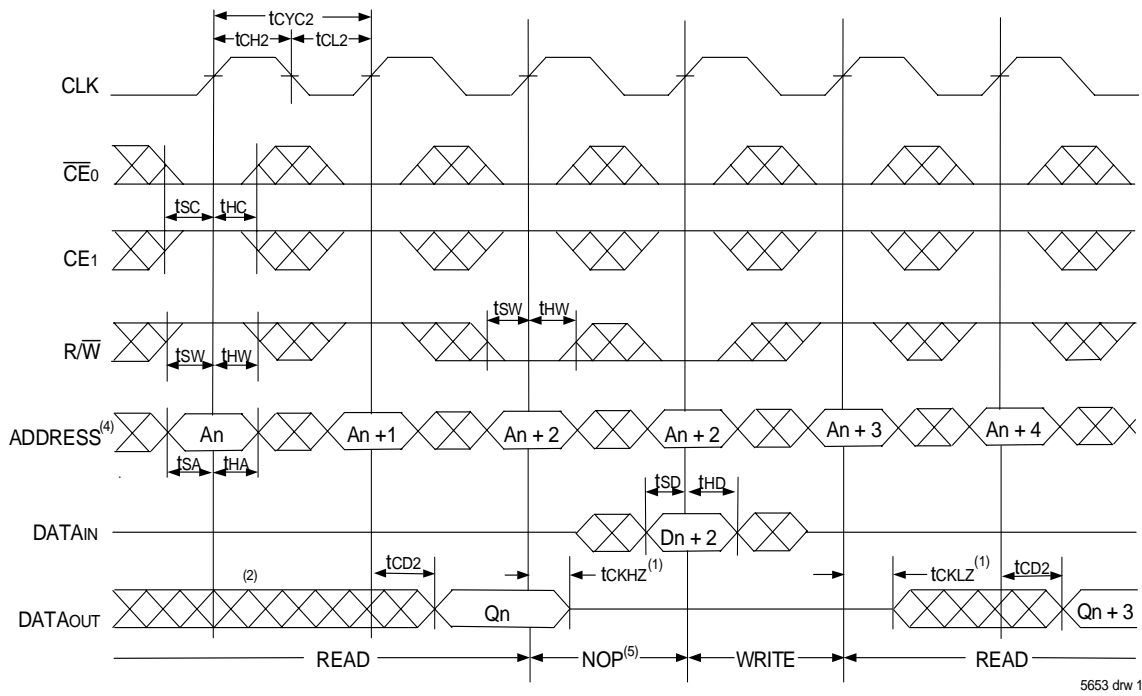 tCYC2
tCH2 tCL2
CLK
CE0
tSC tHC
CE1
tSW tHW
R/W
tSW tHW
ADDRESS(4) An An +1 An + 2 An + 2 An + 3 An + 4
tSA tHA
tSD tHD
DATAIN Dn + 2
tCD2 tCKHZ(1) tCKLZ(1) tCD2
(2)
DATAOUT Qn Qn + 3
READ NOP(5) WRITE READ
5653 drw 1